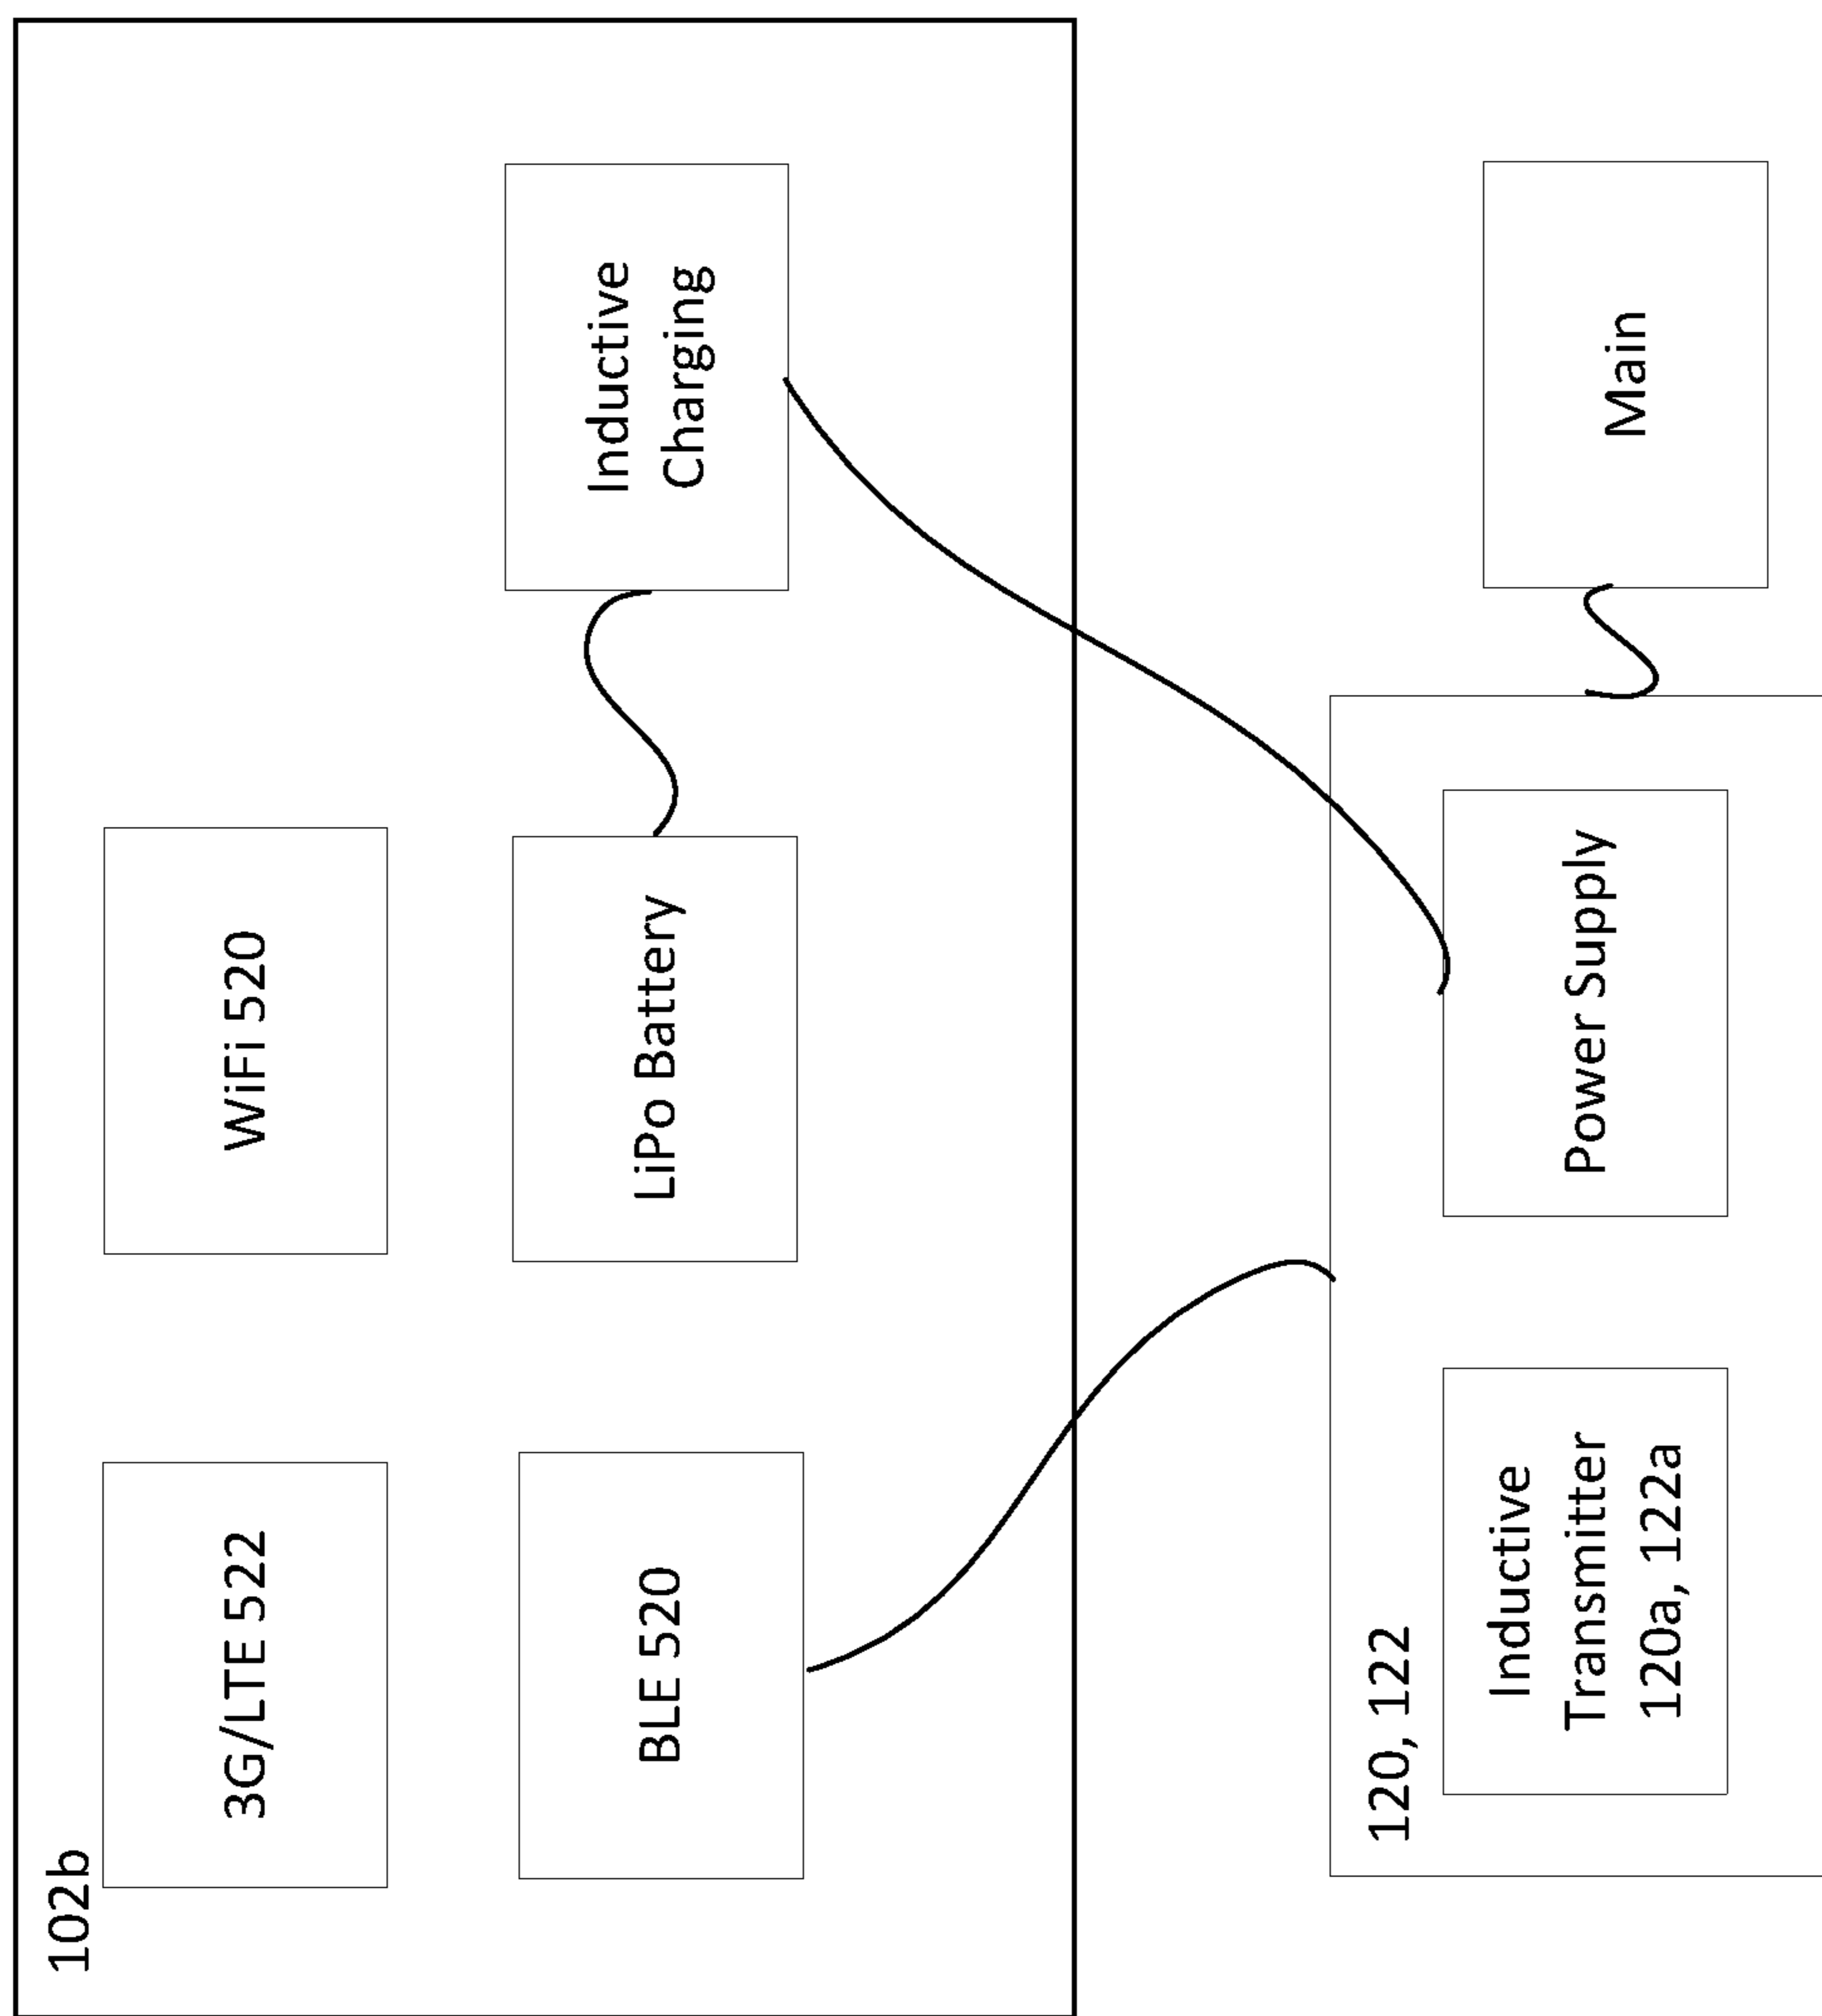 102b
3G/LTE 522
WiFi 520
BLE 520
LiPo Battery
Inductive
Charging
120, 122
Inductive
Transmitter
120a, 122a
Power Supply
Main